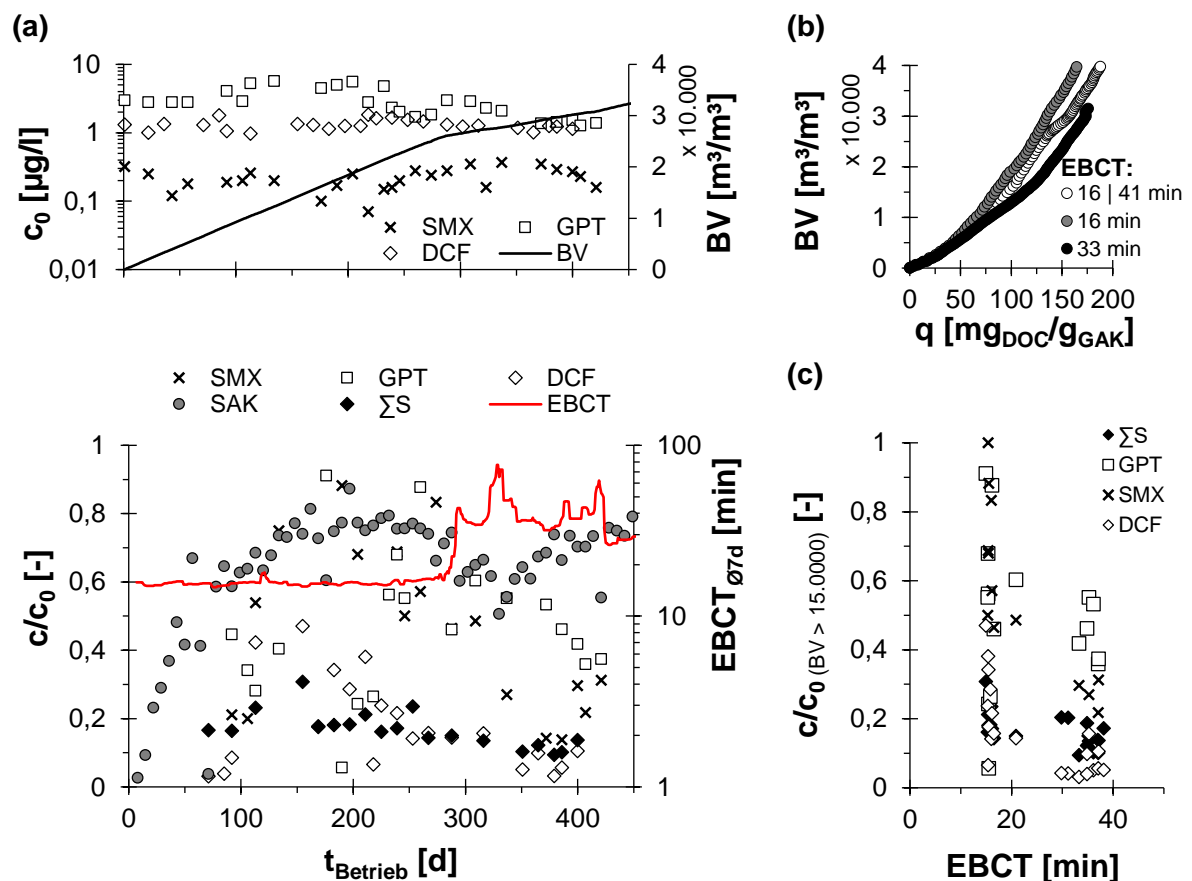 (a)
10
1
0,1
0,01
c0 [µg/l]
4
3
2
1
0
BV [m³/m³]
x 10.000
0
100
200
300
400
SMX
GPT
DCF
BV
(b)
4
3
2
1
0
BV [m³/m³]
x 10.000
EBCT:
16 | 41 min
16 min
33 min
0
50
100
150
200
q [mgDOC/gGAK]
SMX
GPT
DCF
SAK
∑S
EBCT
1
0,8
0,6
0,4
0,2
0
c/c0 [-]
100
10
1
EBCTØ7d [min]
0
100
200
300
400
tBetrieb [d]
(c)
1
0,8
0,6
0,4
0,2
0
c/c0 (BV > 15.0000) [-]
∑S
GPT
SMX
DCF
0
20
40
EBCT [min]